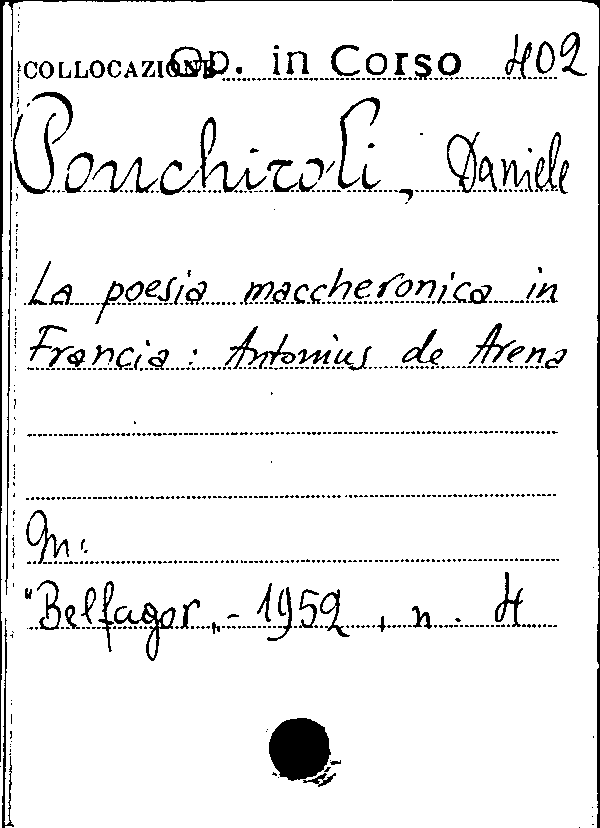 COLLOCAZIONE Op. in Corso 402
Ponchiroli, Daniele
La poesia maccheronica in
Francia: Antonius de Arena
In:
"Belfagor„ - 1952, n. 4